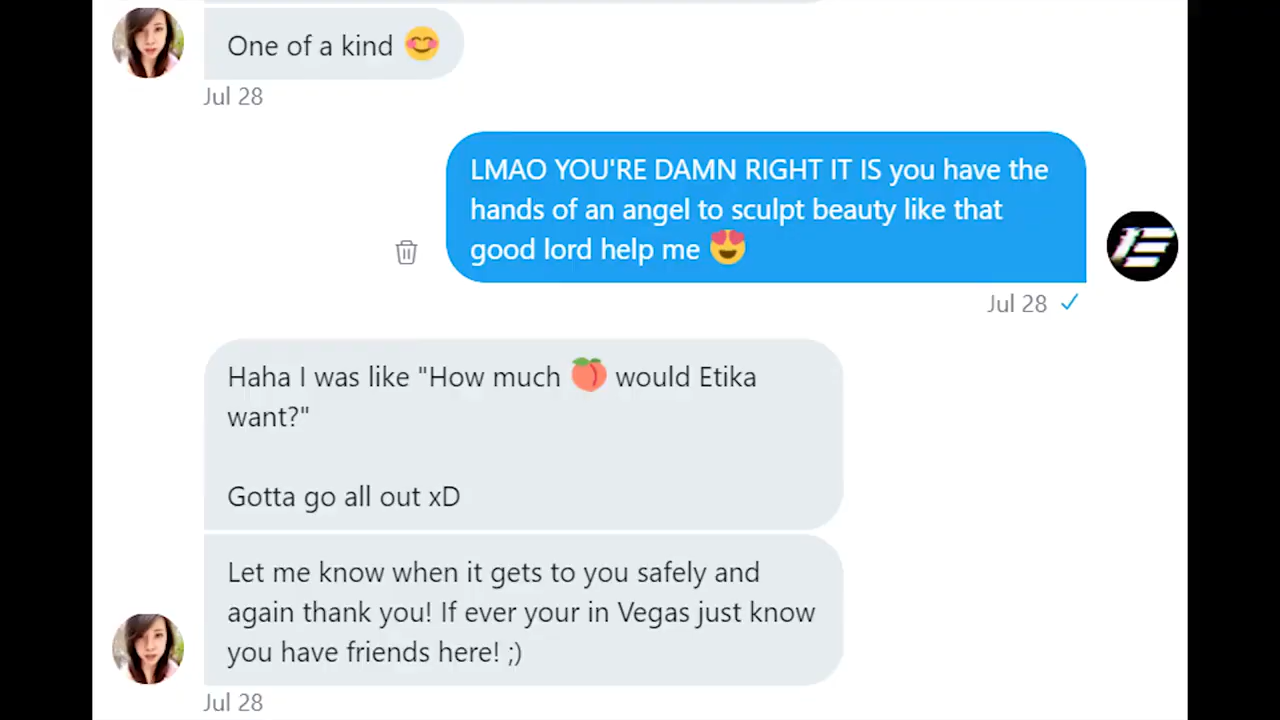 One of a kind 😊
Jul 28
LMAO YOU'RE DAMN RIGHT IT IS you have the
hands of an angel to sculpt beauty like that
good lord help me 😍
Jul 28 ✓
Haha I was like "How much 🍑 would Etika
want?"
Gotta go all out xD
Let me know when it gets to you safely and
again thank you! If ever your in Vegas just know
you have friends here! ;)
Jul 28